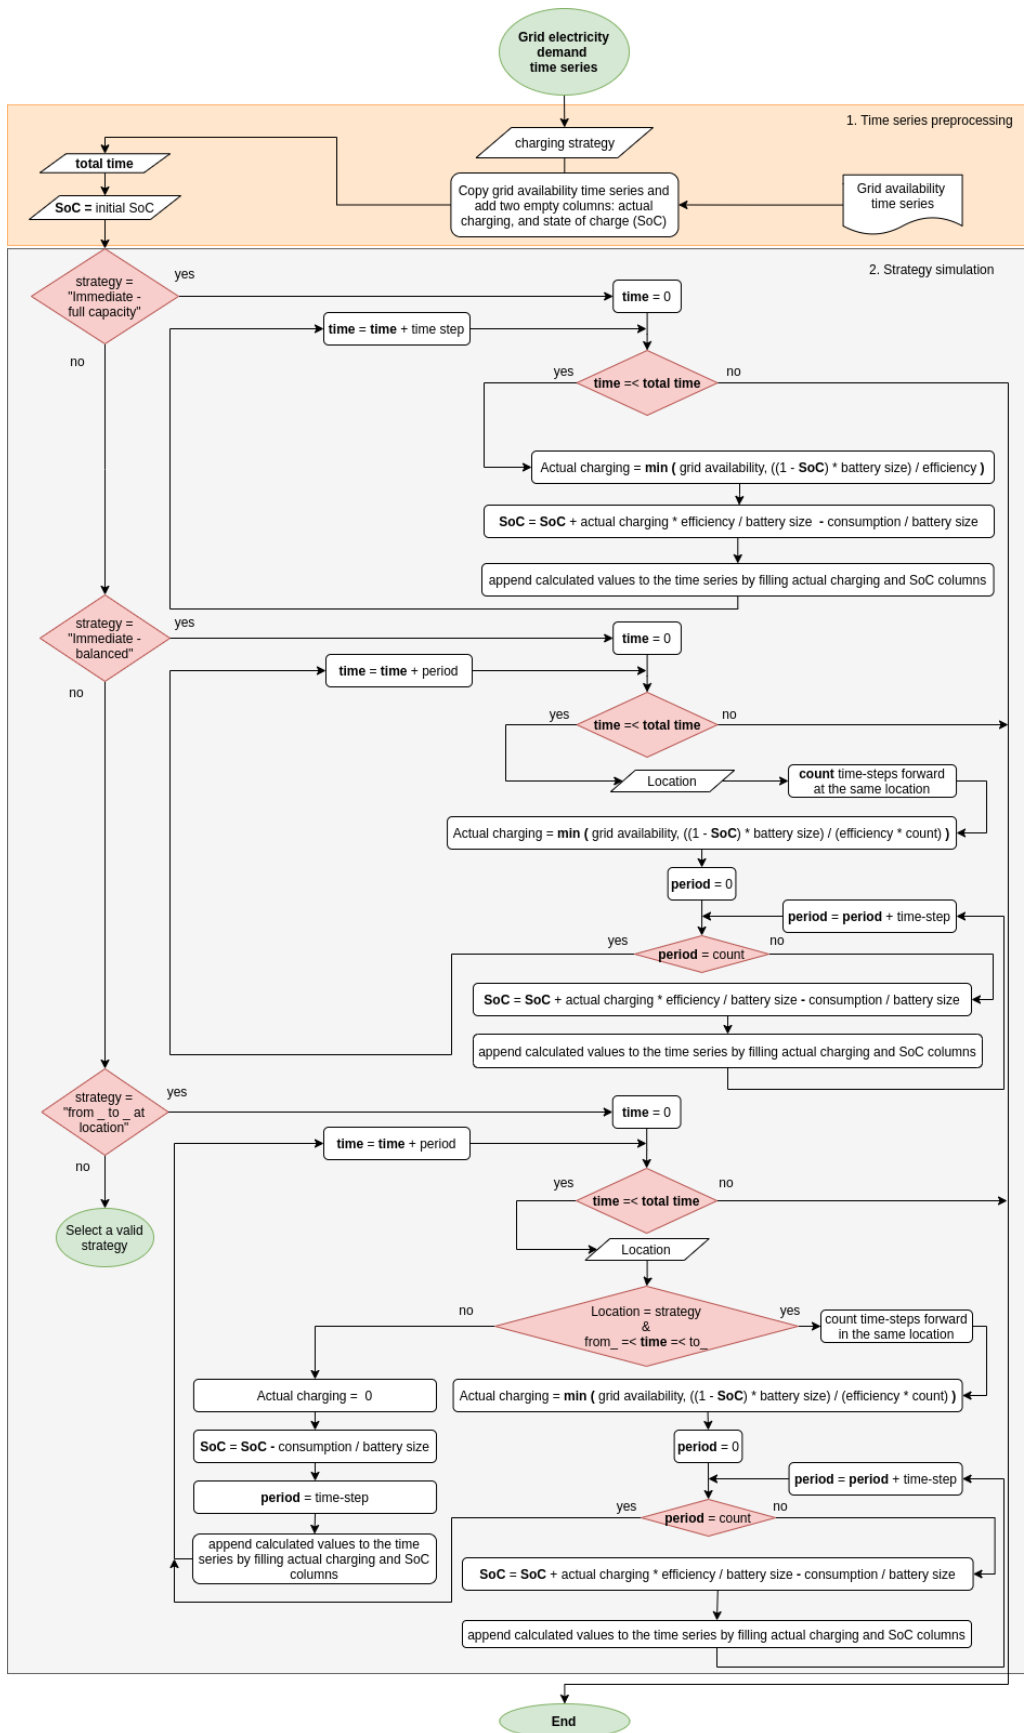 Grid electricity
demand
time series
1. Time series preprocessing
charging strategy
total time
Copy grid availability time series and
add two empty columns: actual
charging, and state of charge (SoC)
Grid availability
time series
SoC = initial SoC
2. Strategy simulation
strategy =
"Immediate -
full capacity"
yes
no
time = 0
time = time + time step
yes
time =< total time
no
Actual charging = min ( grid availability, ((1 - SoC) * battery size) / efficiency )
SoC = SoC + actual charging * efficiency / battery size - consumption / battery size
append calculated values to the time series by filling actual charging and SoC columns
strategy =
"Immediate -
balanced"
yes
no
time = 0
time = time + period
yes
time =< total time
no
Location
count time-steps forward
at the same location
Actual charging = min ( grid availability, ((1 - SoC) * battery size) / (efficiency * count) )
period = 0
period = period + time-step
yes
period = count
no
SoC = SoC + actual charging * efficiency / battery size - consumption / battery size
append calculated values to the time series by filling actual charging and SoC columns
strategy =
"from _ to _ at
location"
yes
no
Select a valid
strategy
time = 0
time = time + period
yes
time =< total time
no
Location
Location = strategy
&
from_ =< time =< to_
no
yes
count time-steps forward
in the same location
Actual charging = 0
SoC = SoC - consumption / battery size
period = time-step
append calculated values to the time
series by filling actual charging and SoC
columns
Actual charging = min ( grid availability, ((1 - SoC) * battery size) / (efficiency * count) )
period = 0
period = period + time-step
yes
period = count
no
SoC = SoC + actual charging * efficiency / battery size - consumption / battery size
append calculated values to the time series by filling actual charging and SoC columns
End